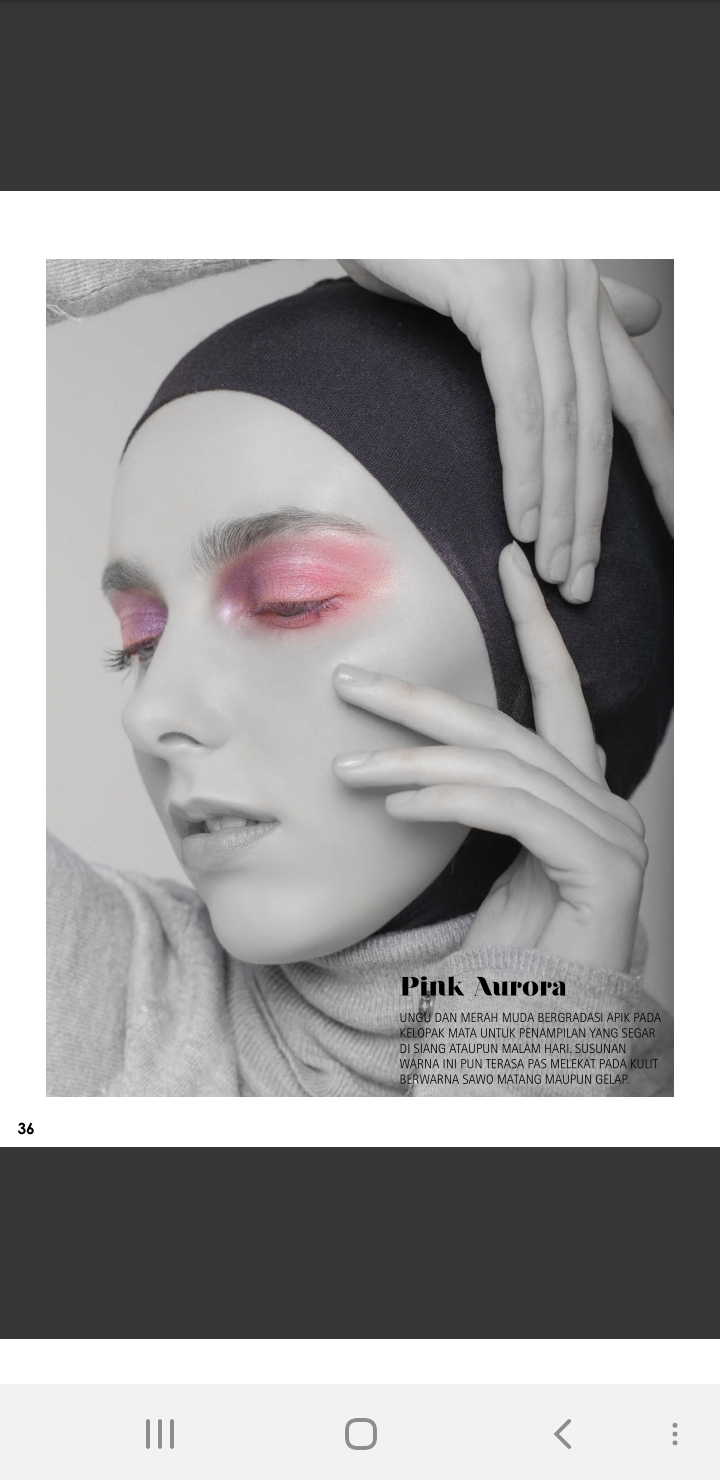 Pink Aurora
UNGU DAN MERAH MUDA BERGRADASI APIK PADA
KELOPAK MATA UNTUK PENAMPILAN YANG SEGAR
DI SIANG ATAUPUN MALAM HARI. SUSUNAN
WARNA INI PUN TERASA PAS MELEKAT PADA KULIT
BERWARNA SAWO MATANG MAUPUN GELAP.
36